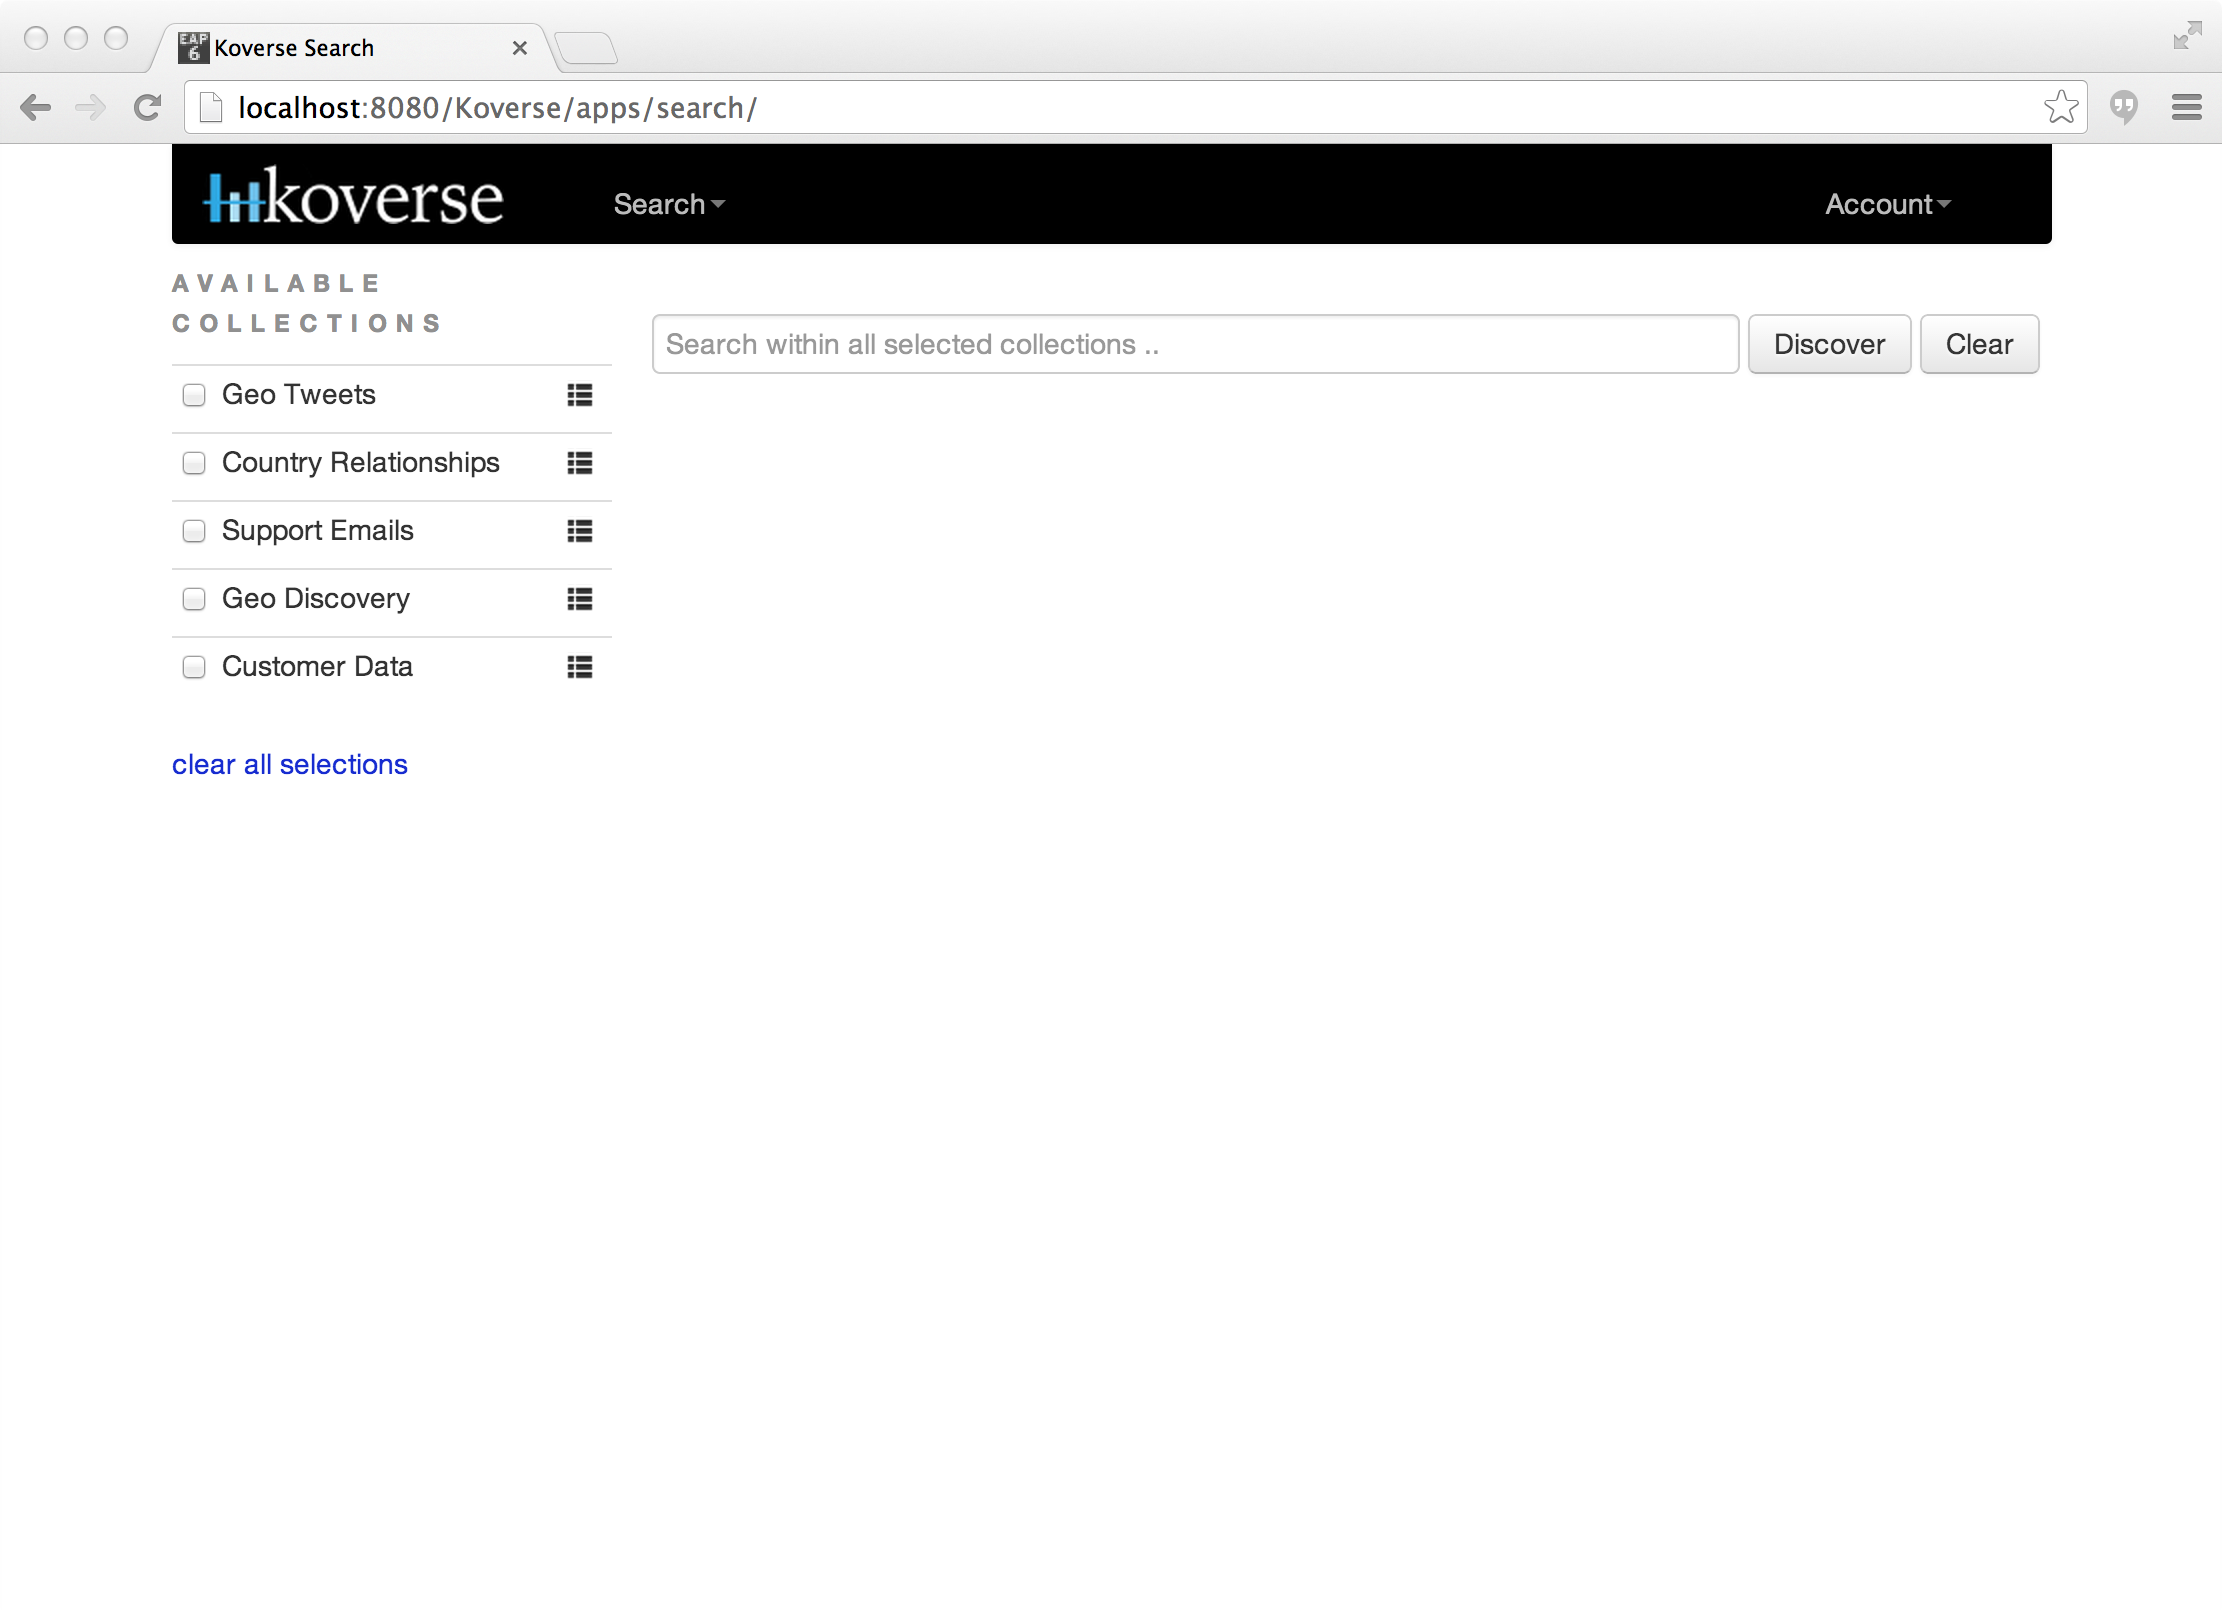 EAP
6
Koverse Search
localhost:8080/Koverse/apps/search/
koverse
Search
Account
AVAILABLE
COLLECTIONS
Search within all selected collections ..
Discover
Clear
Geo Tweets
Country Relationships
Support Emails
Geo Discovery
Customer Data
clear all selections